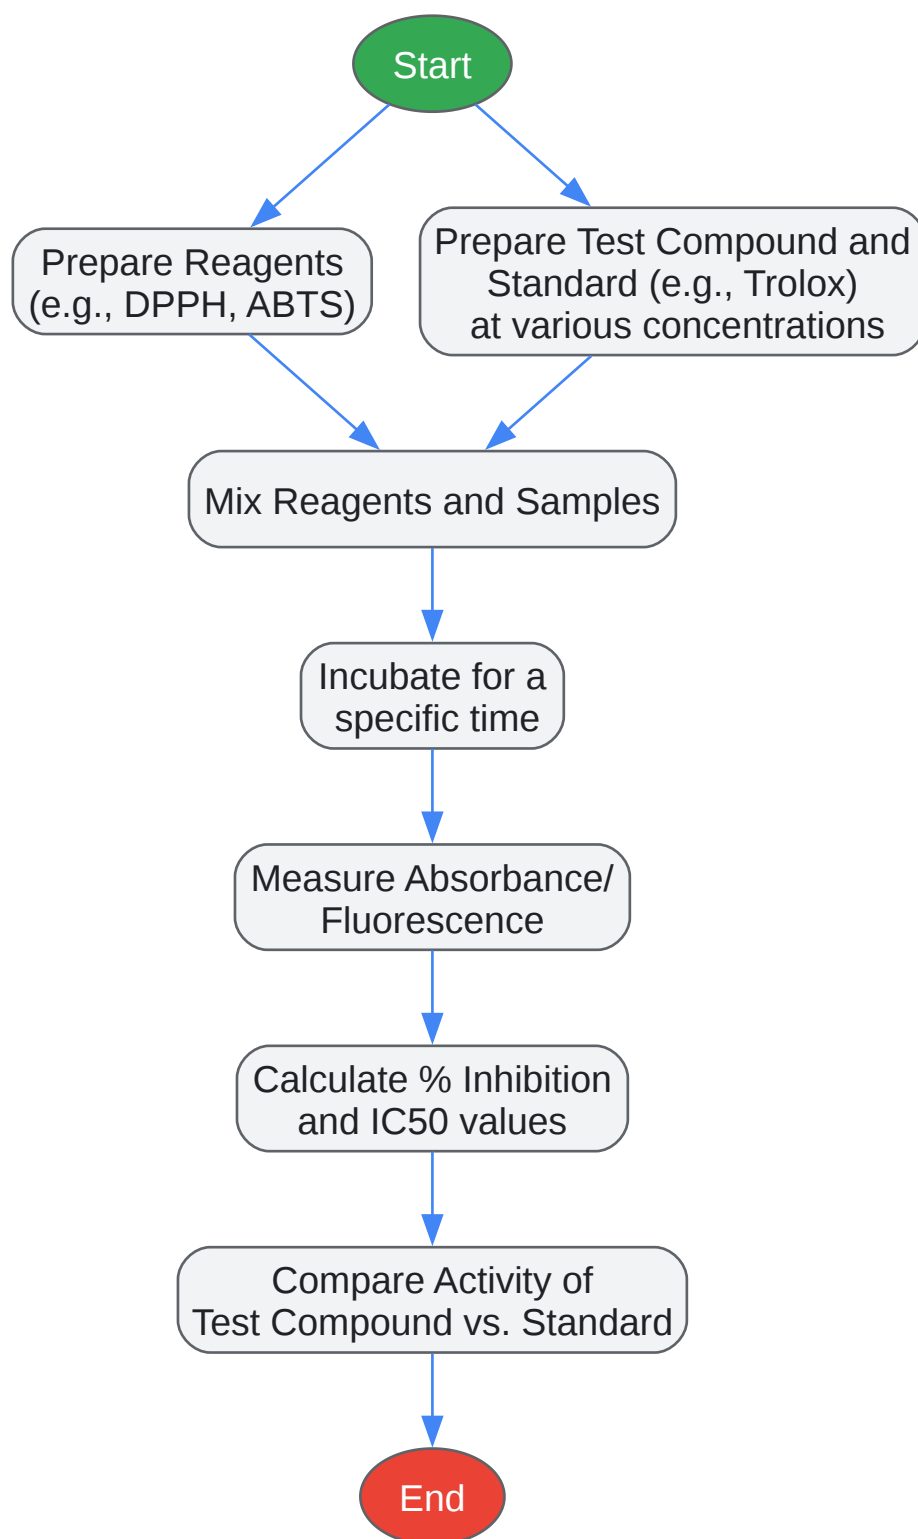 Start
Prepare Reagents
(e.g., DPPH, ABTS)
Prepare Test Compound and
Standard (e.g., Trolox)
at various concentrations
Mix Reagents and Samples
Incubate for a
specific time
Measure Absorbance/
Fluorescence
Calculate % Inhibition
and IC50 values
Compare Activity of
Test Compound vs. Standard
End